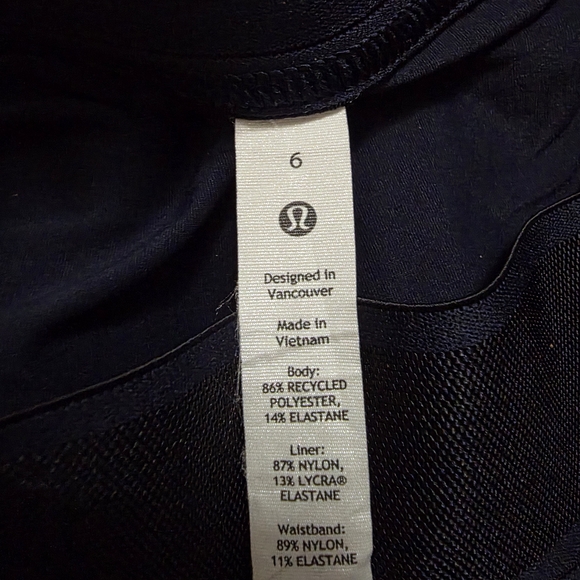 6
Designed in
Vancouver
Made in
Vietnam
Body:
86% RECYCLED
POLYESTER,
14% ELASTANE
Liner:
87% NYLON,
13% LYCRA®
ELASTANE
Waistband:
89% NYLON,
11% ELASTANE